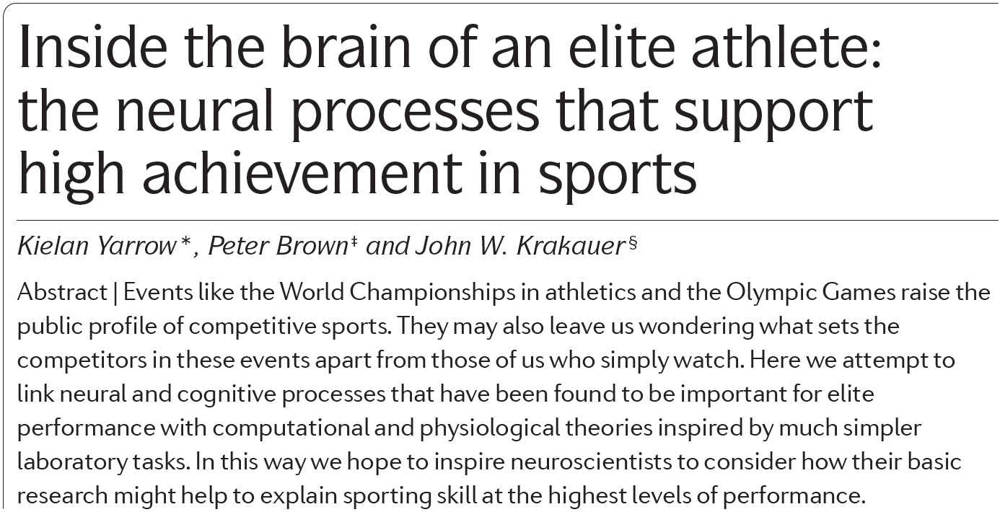 Inside the brain of an elite athlete:
the neural processes that support
high achievement in sports
Kielan Yarrow*, Peter Brown‡ and John W. Krakauer§
Abstract | Events like the World Championships in athletics and the Olympic Games raise the
public profile of competitive sports. They may also leave us wondering what sets the
competitors in these events apart from those of us who simply watch. Here we attempt to
link neural and cognitive processes that have been found to be important for elite
performance with computational and physiological theories inspired by much simpler
laboratory tasks. In this way we hope to inspire neuroscientists to consider how their basic
research might help to explain sporting skill at the highest levels of performance.